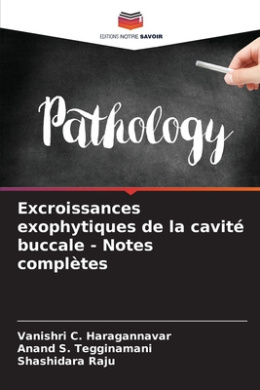 EDITIONS NOTRE SAVOIR
Pathology
Excroissances
exophytiques de la cavité
buccale - Notes
complètes
Vanishri C. Haragannavar
Anand S. Tegginamani
Shashidara Raju